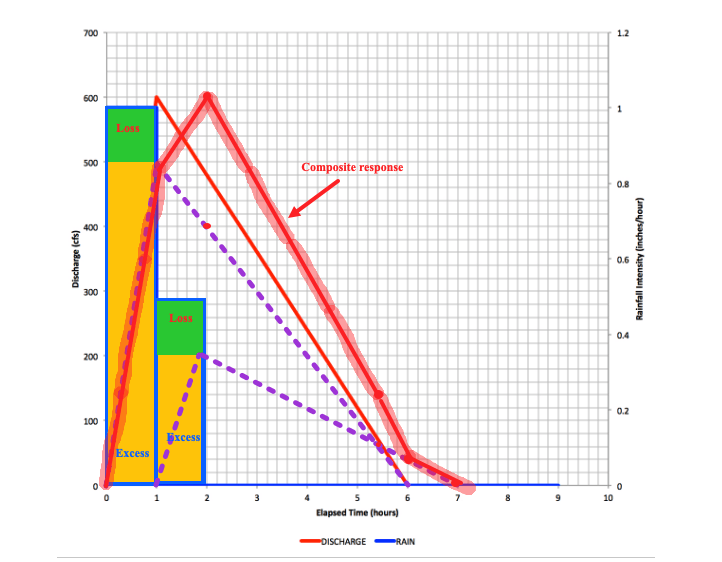 700
600
500
400
300
200
100
0
Discharge (cfs)
1.2
1
0.8
0.6
0.4
0.2
0
Rainfall Intensity (inches/hour)
Loss
Composite response
Loss
Excess
Excess
0 1 2 3 4 5 6 7 8 9 10
Elapsed Time (hours)
DISCHARGE RAIN